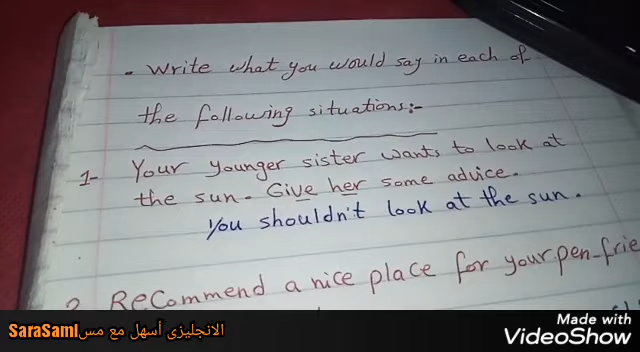 . Write what you would say in each of
the following situations:-
1- Your younger sister wants to look at
the sun. Give her some advice.
You shouldn't look at the sun.
2. Recommend a nice place for your pen-frie
الانجليزى أسهل مع مس SaraSaml
Made with
VideoShow